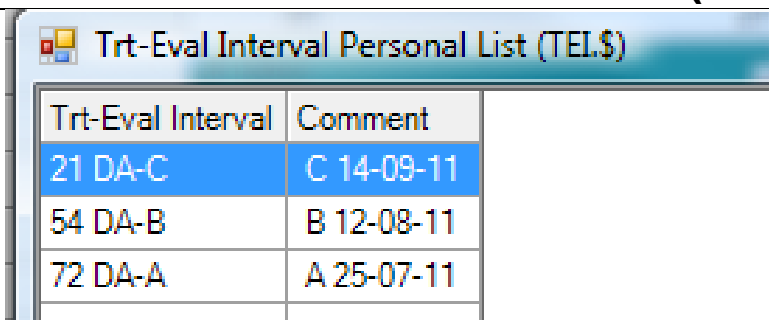 Trt-Eval Interval Personal List (TEI.$)
Trt-Eval Interval Comment
21 DA-C C 14-09-11
54 DA-B B 12-08-11
72 DA-A A 25-07-11